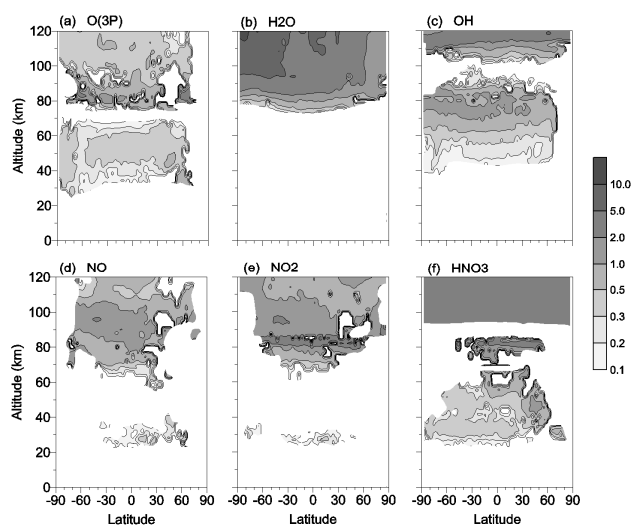 (a) O(3P)
(b) H2O
(c) OH
120
100
80
60
40
20
0
Altitude (km)
10.0
5.0
2.0
1.0
0.5
0.3
0.2
0.1
(d) NO
(e) NO2
(f) HNO3
120
100
80
60
40
20
0
Altitude (km)
-90 -60 -30 0 30 60 90
-90 -60 -30 0 30 60 90
-90 -60 -30 0 30 60 90
Latitude
Latitude
Latitude